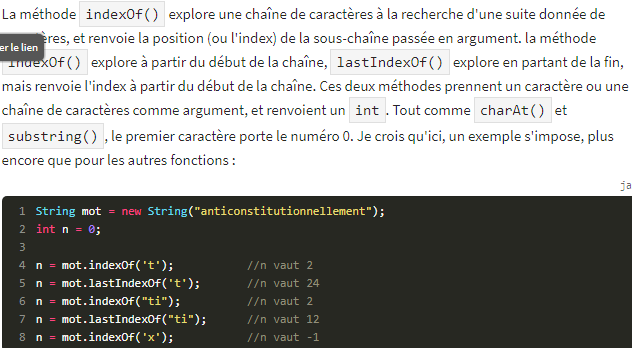 La méthode indexOf() explore une chaîne de caractères à la recherche d'une suite donnée de
tères, et renvoie la position (ou l'index) de la sous-chaîne passée en argument. la méthode
er le lien
indexOf() explore à partir du début de la chaîne, lastIndexOf() explore en partant de la fin,
mais renvoie l'index à partir du début de la chaîne. Ces deux méthodes prennent un caractère ou une
chaîne de caractères comme argument, et renvoient un int . Tout comme charAt() et
substring() , le premier caractère porte le numéro 0. Je crois qu'ici, un exemple s'impose, plus
encore que pour les autres fonctions :
ja
1 String mot = new String("anticonstitutionnellement");
2 int n = 0;
3
4 n = mot.indexOf('t'); //n vaut 2
5 n = mot.lastIndexOf('t'); //n vaut 24
6 n = mot.indexOf("ti"); //n vaut 2
7 n = mot.lastIndexOf("ti"); //n vaut 12
8 n = mot.indexOf('x'); //n vaut -1